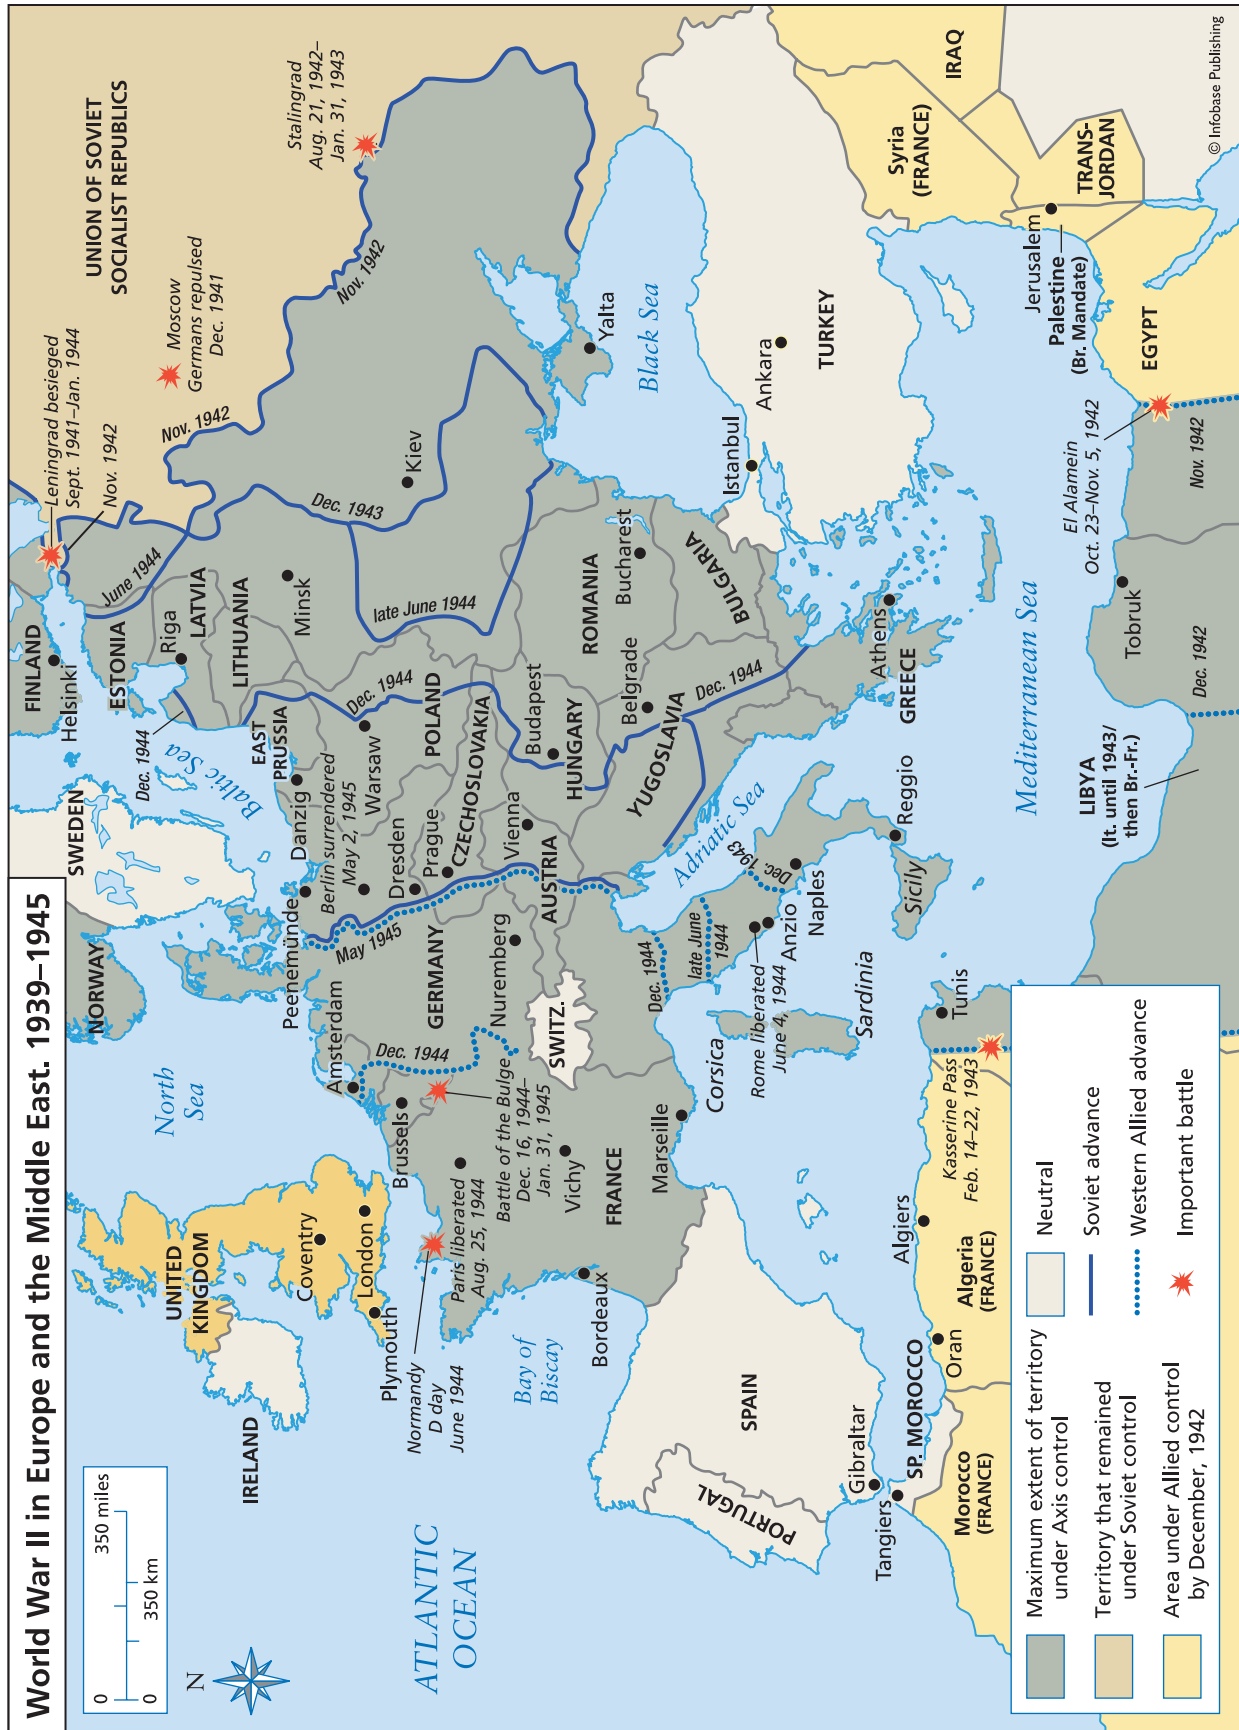 World War II in Europe and the Middle East. 1939–1945
0
350 miles
0
350 km
N
ATLANTIC
OCEAN
North
Sea
Baltic Sea
Bay of
Biscay
Adriatic Sea
Mediterranean Sea
Black Sea
NORWAY
SWEDEN
FINLAND
Helsinki
Leningrad besieged
Sept. 1941–Jan. 1944
Nov. 1942
UNION OF SOVIET
SOCIALIST REPUBLICS
Moscow
Germans repulsed
Dec. 1941
Stalingrad
Aug. 21, 1942–
Jan. 31, 1943
Nov. 1942
Nov. 1942
June 1944
ESTONIA
Riga
LATVIA
LITHUANIA
Minsk
Kiev
Dec. 1943
late June 1944
Dec. 1944
EAST
PRUSSIA
Danzig
Dec. 1944
POLAND
Warsaw
Berlin surrendered
May 2, 1945
Peenemünde
Dresden
Prague
CZECHOSLOVAKIA
Vienna
AUSTRIA
Budapest
HUNGARY
Belgrade
YUGOSLAVIA
Dec. 1944
ROMANIA
Bucharest
BULGARIA
Yalta
GERMANY
May 1945
Nuremberg
Amsterdam
Dec. 1944
SWITZ.
Brussels
Battle of the Bulge
Dec. 16, 1944–
Jan. 31, 1945
IRELAND
UNITED
KINGDOM
Coventry
London
Plymouth
Normandy
D day
June 1944
Paris liberated
Aug. 25, 1944
Vichy
FRANCE
Bordeaux
Marseille
Corsica
Sardinia
Dec. 1944
late June
1944
Dec. 1943
Rome liberated
June 4, 1944
Anzio
Naples
Reggio
Sicily
GREECE
Athens
Istanbul
Ankara
TURKEY
Syria
(FRANCE)
IRAQ
TRANS-
JORDAN
Jerusalem
Palestine
(Br. Mandate)
EGYPT
El Alamein
Oct. 23–Nov. 5, 1942
Nov. 1942
Tobruk
Dec. 1942
LIBYA
(It. until 1943/
then Br.-Fr.)
Tunis
Kasserine Pass
Feb. 14–22, 1943
Algiers
Algeria
(FRANCE)
Oran
SPAIN
PORTUGAL
Gibraltar
Tangiers
SP. MOROCCO
Morocco
(FRANCE)
Maximum extent of territory
under Axis control
Territory that remained
under Soviet control
Area under Allied control
by December, 1942
Neutral
Soviet advance
Western Allied advance
Important battle
© Infobase Publishing